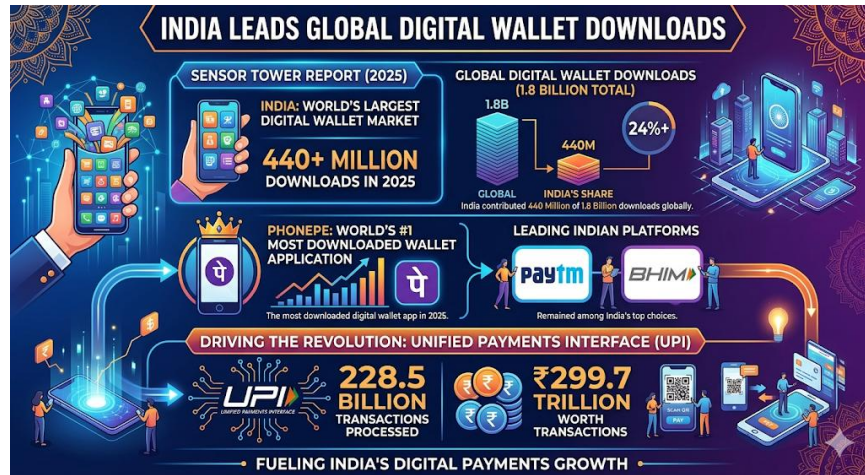 INDIA LEADS GLOBAL DIGITAL WALLET DOWNLOADS
SENSOR TOWER REPORT (2025)
INDIA: WORLD'S LARGEST
DIGITAL WALLET MARKET
440+ MILLION
DOWNLOADS IN 2025
GLOBAL DIGITAL WALLET DOWNLOADS
(1.8 BILLION TOTAL)
1.8B
440M
24%+
GLOBAL
INDIA'S SHARE
India contributed 440 Million of 1.8 Billion downloads globally.
पे
PHONEPE: WORLD'S #1
MOST DOWNLOADED WALLET
APPLICATION
पे
The most downloaded digital wallet app in 2025.
LEADING INDIAN PLATFORMS
paytm
BHIM
Remained among India's top choices.
DRIVING THE REVOLUTION: UNIFIED PAYMENTS INTERFACE (UPI)
UPI
UNIFIED PAYMENTS INTERFACE
228.5
BILLION
TRANSACTIONS
PROCESSED
₹299.7
TRILLION
WORTH
TRANSACTIONS
SCAN QR
PAY
FUELING INDIA'S DIGITAL PAYMENTS GROWTH